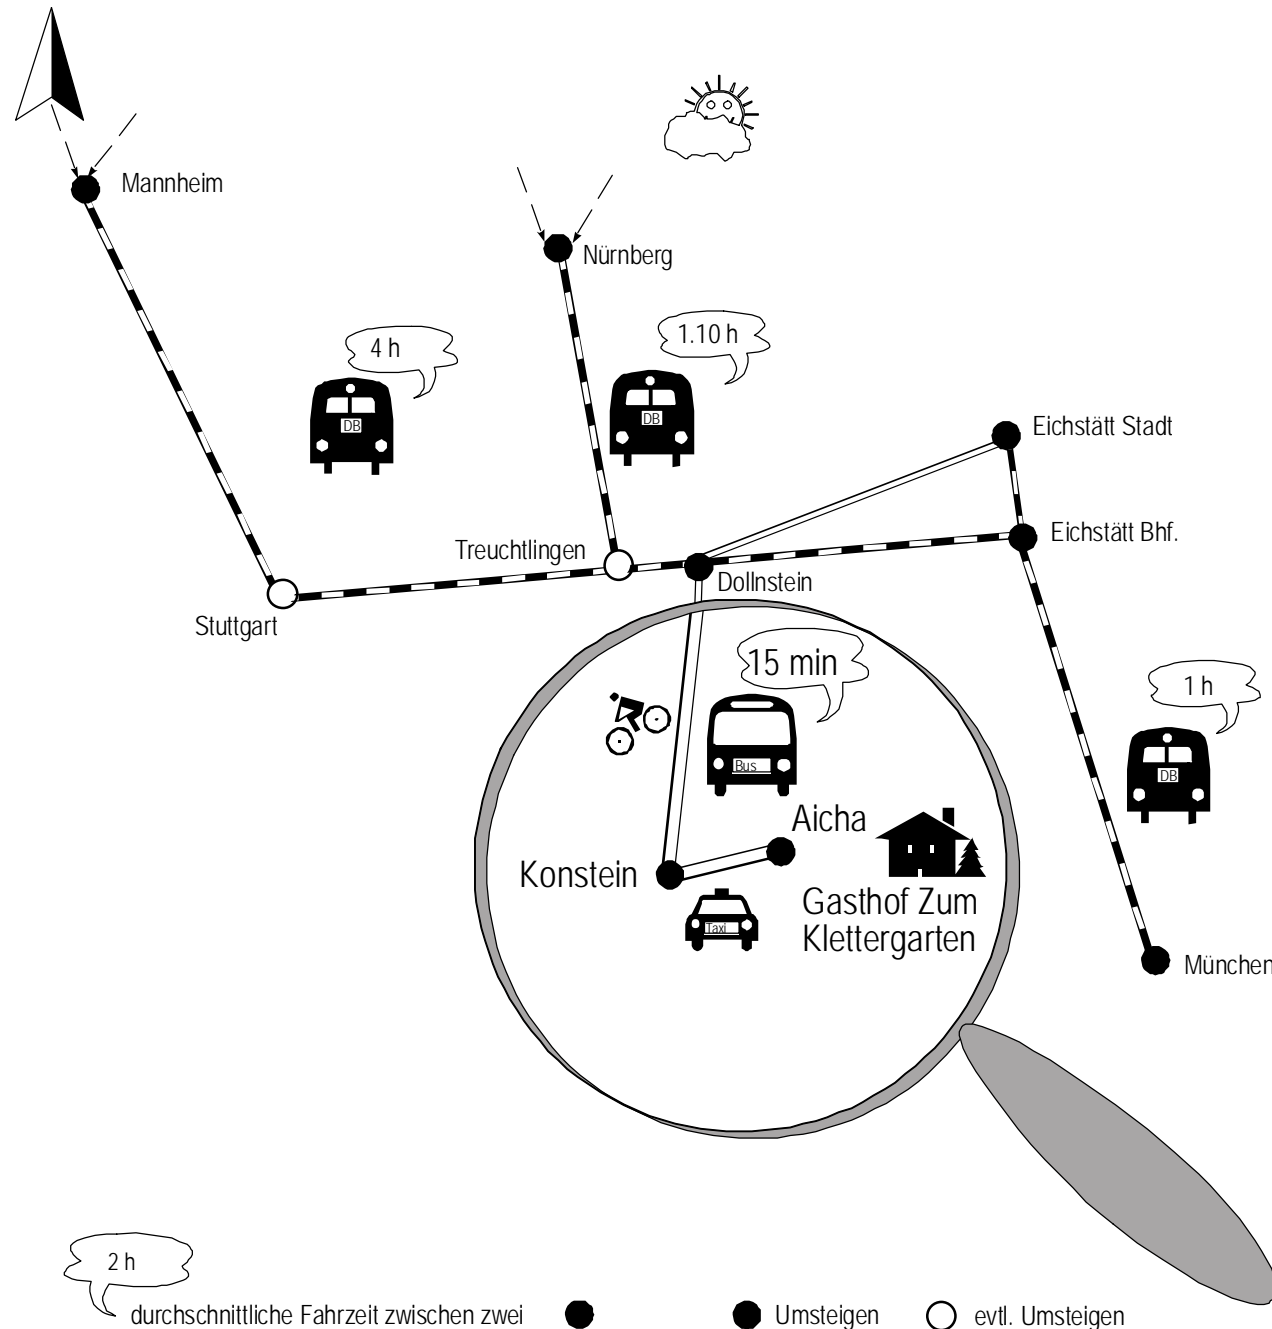 Mannheim
Nürnberg
4 h
1.10 h
DB
DB
Eichstätt Stadt
Treuchtlingen
Eichstätt Bhf.
Dollnstein
Stuttgart
15 min
1 h
Bus
DB
Aicha
Konstein
Gasthof Zum
Klettergarten
Taxi
München
2 h
durchschnittliche Fahrzeit zwischen zwei
Umsteigen
evtl. Umsteigen